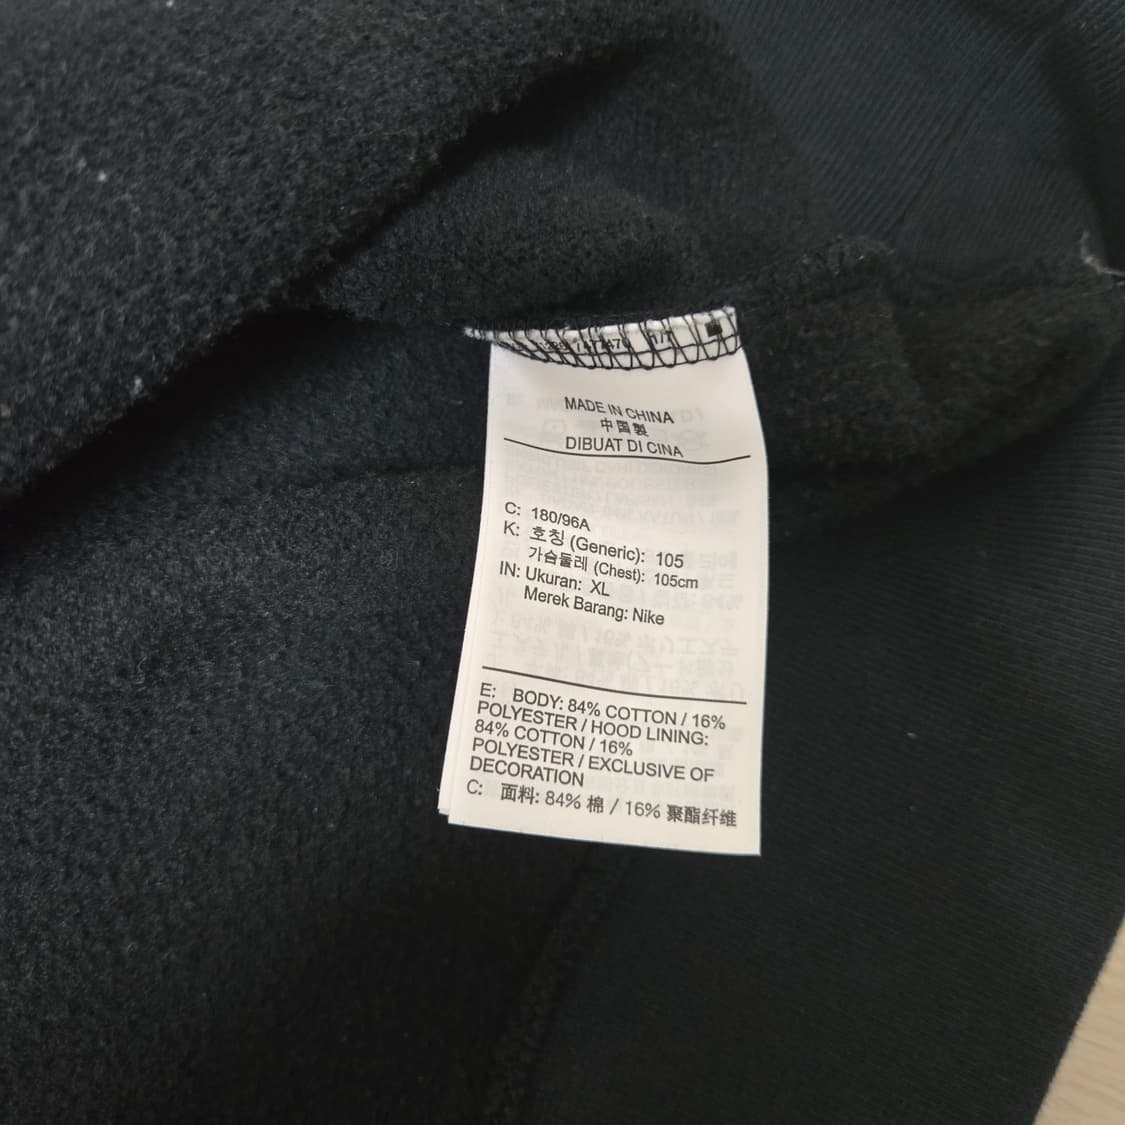 MADE IN CHINA
中国製
DIBUAT DI CINA
C: 180/96A
K: 호칭 (Generic): 105
가슴둘레 (Chest): 105cm
IN: Ukuran: XL
Merek Barang: Nike
E: BODY: 84% COTTON / 16%
POLYESTER / HOOD LINING:
84% COTTON / 16%
POLYESTER / EXCLUSIVE OF
DECORATION
C: 面料: 84% 棉 / 16% 聚酯纤维